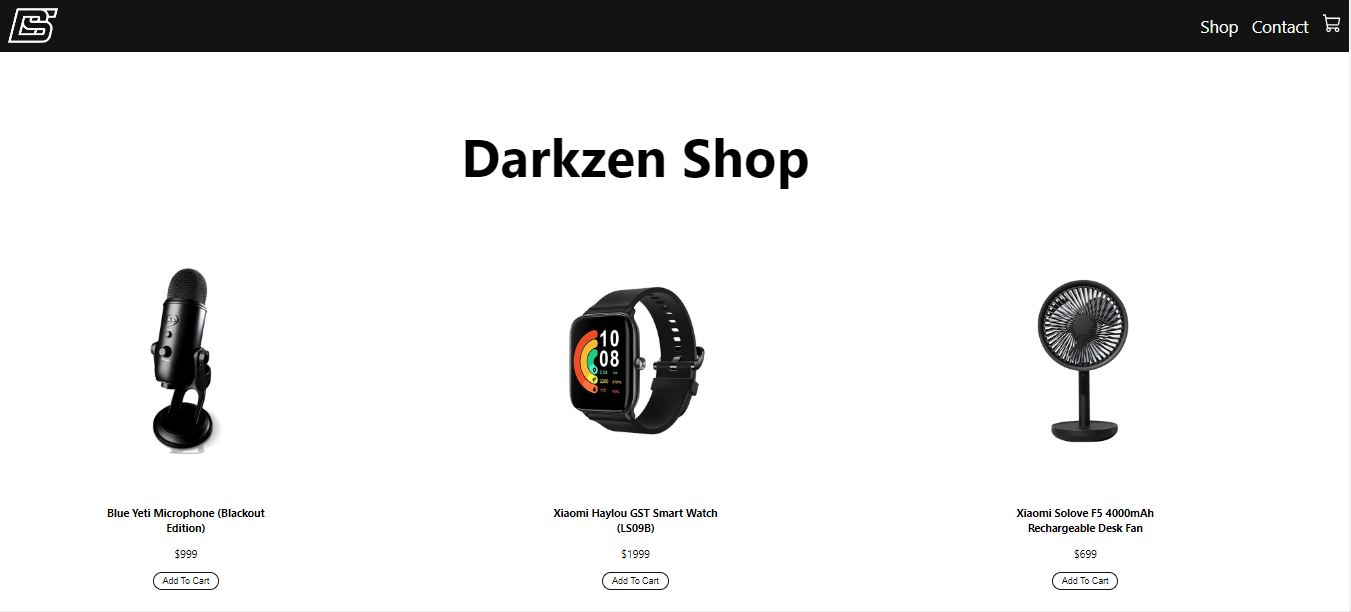 Shop Contact
Darkzen Shop
10
08
Blue Yeti Microphone (Blackout
Edition)
$999
Add To Cart
Xiaomi Haylou GST Smart Watch
(LS09B)
$1999
Add To Cart
Xiaomi Solove F5 4000mAh
Rechargeable Desk Fan
$699
Add To Cart